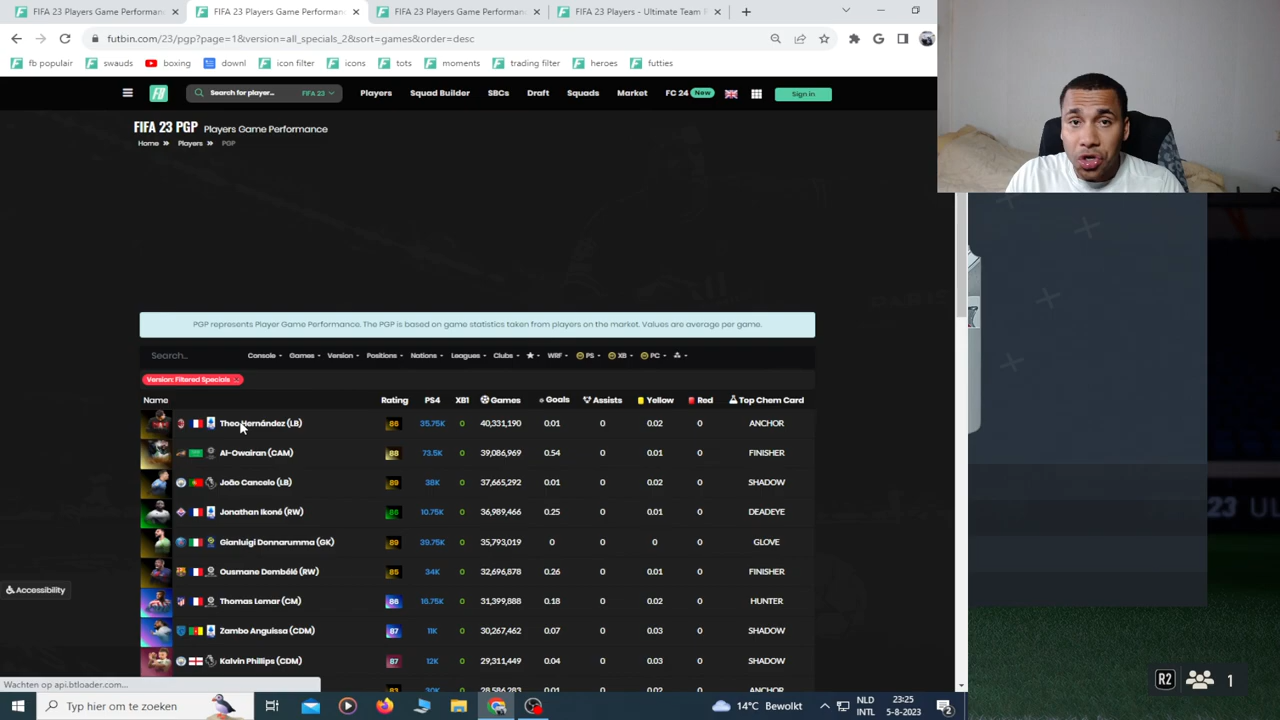 FIFA 23 Players Game Performan
FIFA 23 Players Game Performan
FIFA 23 Players Game Performan
FIFA 23 Players - Ultimate Team
futbin.com/23/pgp?page=1&version=all_specials_2&sort=games&order=desc
fb populair
swauds
boxing
downl
icon filter
icons
tots
moments
trading filter
heroes
futties
Search for player...
FIFA 23
Players
Squad Builder
SBCs
Draft
Squads
Market
FC 24 New
Sign in
FIFA 23 PGP Players Game Performance
Home » Players » PGP
PGP represents Player Game Performance. The PGP is based on game statistics taken from players on the market. Values are average per game.
Search... Console Games Version Positions Nations Leagues Clubs WRF PS XB PC
Version: Filtered Specials
Name Rating PS4 XB1 Games Goals Assists Yellow Red Top Chem Card
Theo Hernández (LB) 86 35.75K 0 40,331,190 0.01 0 0.02 0 ANCHOR
Al-Owairan (CAM) 88 73.5K 0 39,086,969 0.54 0 0.01 0 FINISHER
João Cancelo (LB) 89 38K 0 37,665,292 0.01 0 0.02 0 SHADOW
Jonathan Ikoné (RW) 86 10.75K 0 36,989,466 0.25 0 0.01 0 DEADEYE
Gianluigi Donnarumma (GK) 89 39.75K 0 35,793,019 0 0 0 0 GLOVE
Ousmane Dembélé (RW) 85 34K 0 32,696,878 0.26 0 0.01 0 FINISHER
Thomas Lemar (CM) 86 16.75K 0 31,399,888 0.18 0 0.02 0 HUNTER
Zambo Anguissa (CDM) 87 11K 0 30,267,462 0.07 0 0.03 0 SHADOW
Kalvin Phillips (CDM) 87 12K 0 29,311,449 0.04 0 0.03 0 SHADOW
Accessibility
Wachten op api.btloader.com...
Typ hier om te zoeken
14°C Bewolkt
NLD
INTL
23:25
5-8-2023
2
23
R2
1